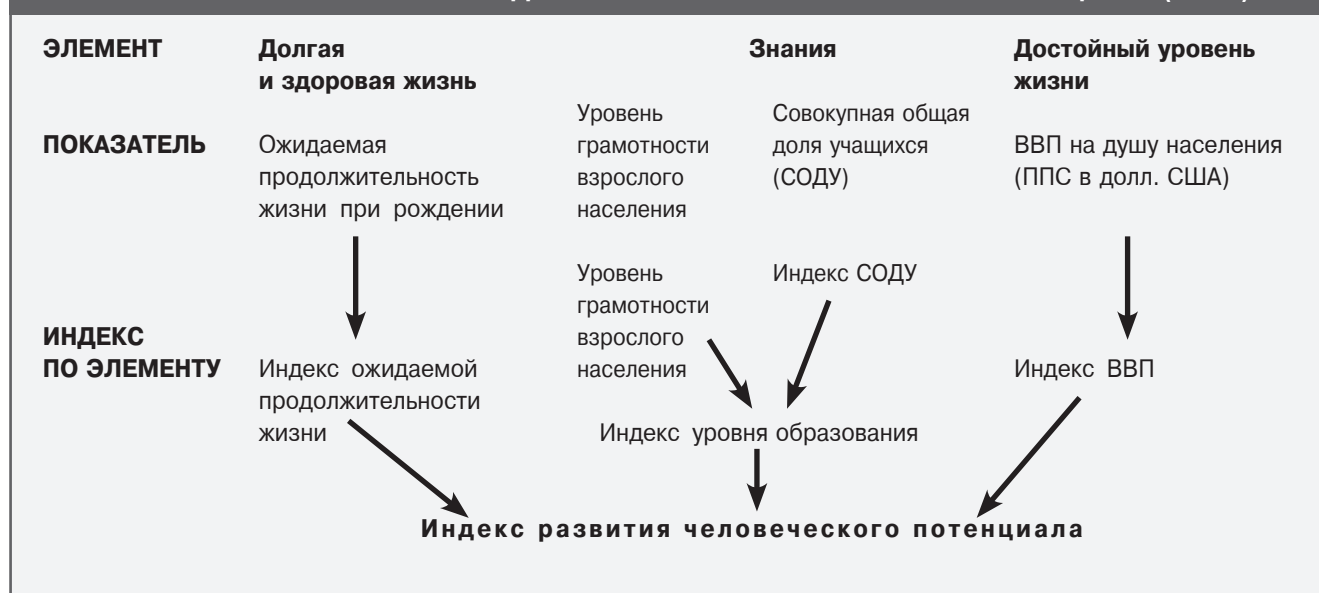 ЭЛЕМЕНТ
Долгая
и здоровая жизнь
Знания
Достойный уровень
жизни
ПОКАЗАТЕЛЬ
Ожидаемая
продолжительность
жизни при рождении
Уровень
грамотности
взрослого
населения
Совокупная общая
доля учащихся
(СОДУ)
ВВП на душу населения
(ППС в долл. США)
ИНДЕКС
ПО ЭЛЕМЕНТУ
Индекс ожидаемой
продолжительности
жизни
Уровень
грамотности
взрослого
населения
Индекс СОДУ
Индекс уровня образования
Индекс ВВП
Индекс развития человеческого потенциала